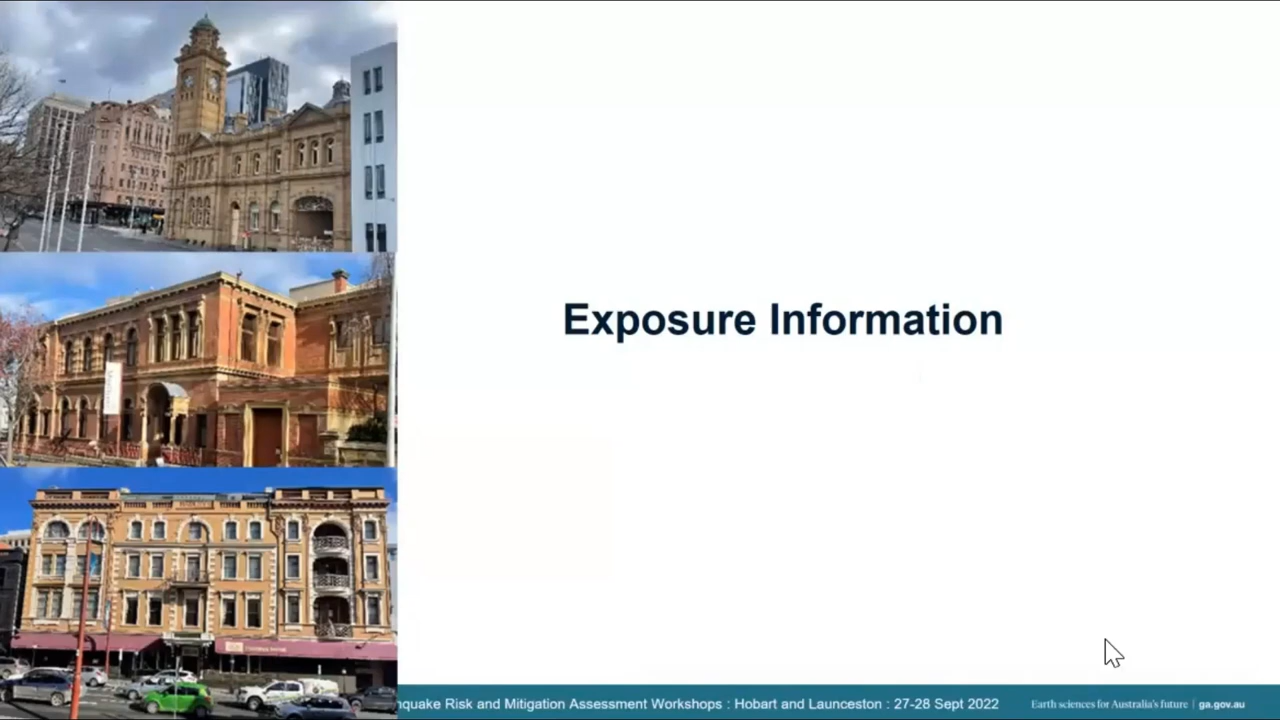 Exposure Information
hquake Risk and Mitigation Assessment Workshops : Hobart and Launceston : 27-28 Sept 2022
Earth sciences for Australia's future | ga.gov.au